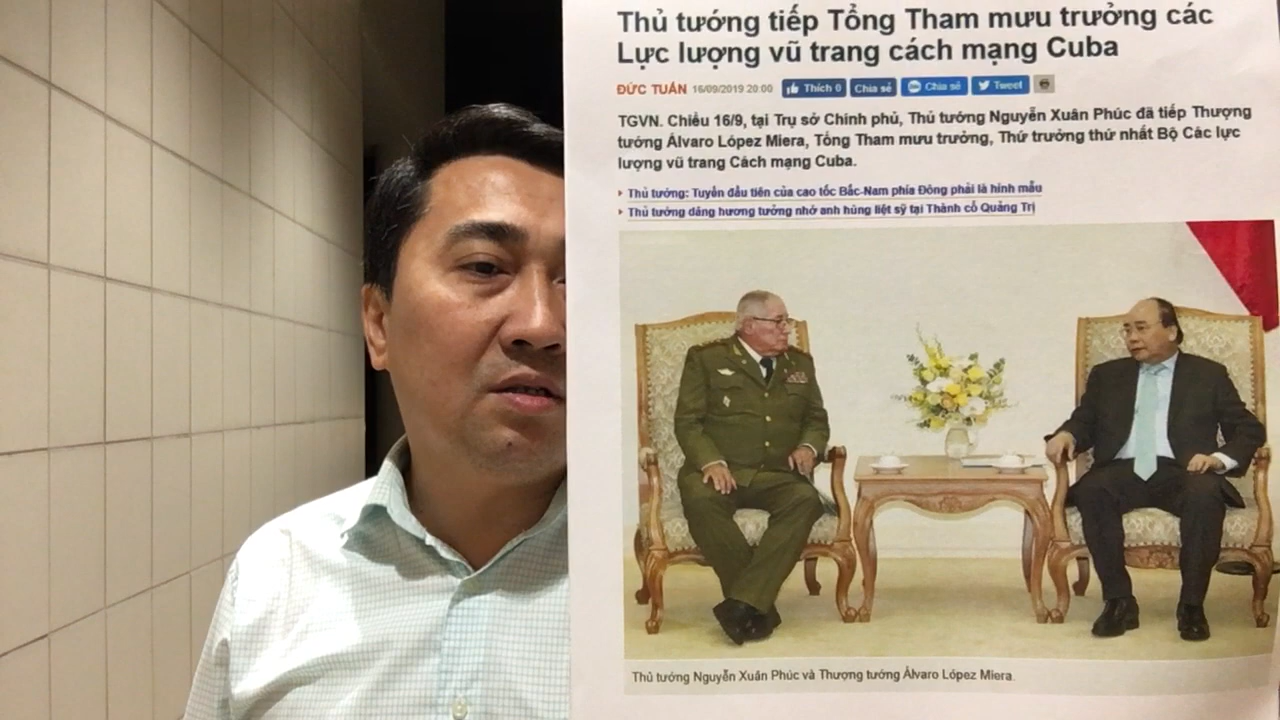 Thủ tướng tiếp Tổng Tham mưu trưởng các
Lực lượng vũ trang cách mạng Cuba
ĐỨC TUẤN 16/09/2019 20:00 Thích 0 Chia sẻ Chia sẻ Tweet
TGVN. Chiều 16/9, tại Trụ sở Chính phủ, Thủ tướng Nguyễn Xuân Phúc đã tiếp Thượng
tướng Álvaro López Miera, Tổng Tham mưu trưởng, Thứ trưởng thứ nhất Bộ Các lực
lượng vũ trang Cách mạng Cuba.
Thủ tướng: Tuyến đầu tiên của cao tốc Bắc-Nam phía Đông phải là hình mẫu
Thủ tướng dâng hương tưởng nhớ anh hùng liệt sỹ tại Thành cổ Quảng Trị
Thủ tướng Nguyễn Xuân Phúc và Thượng tướng Álvaro López Miera.